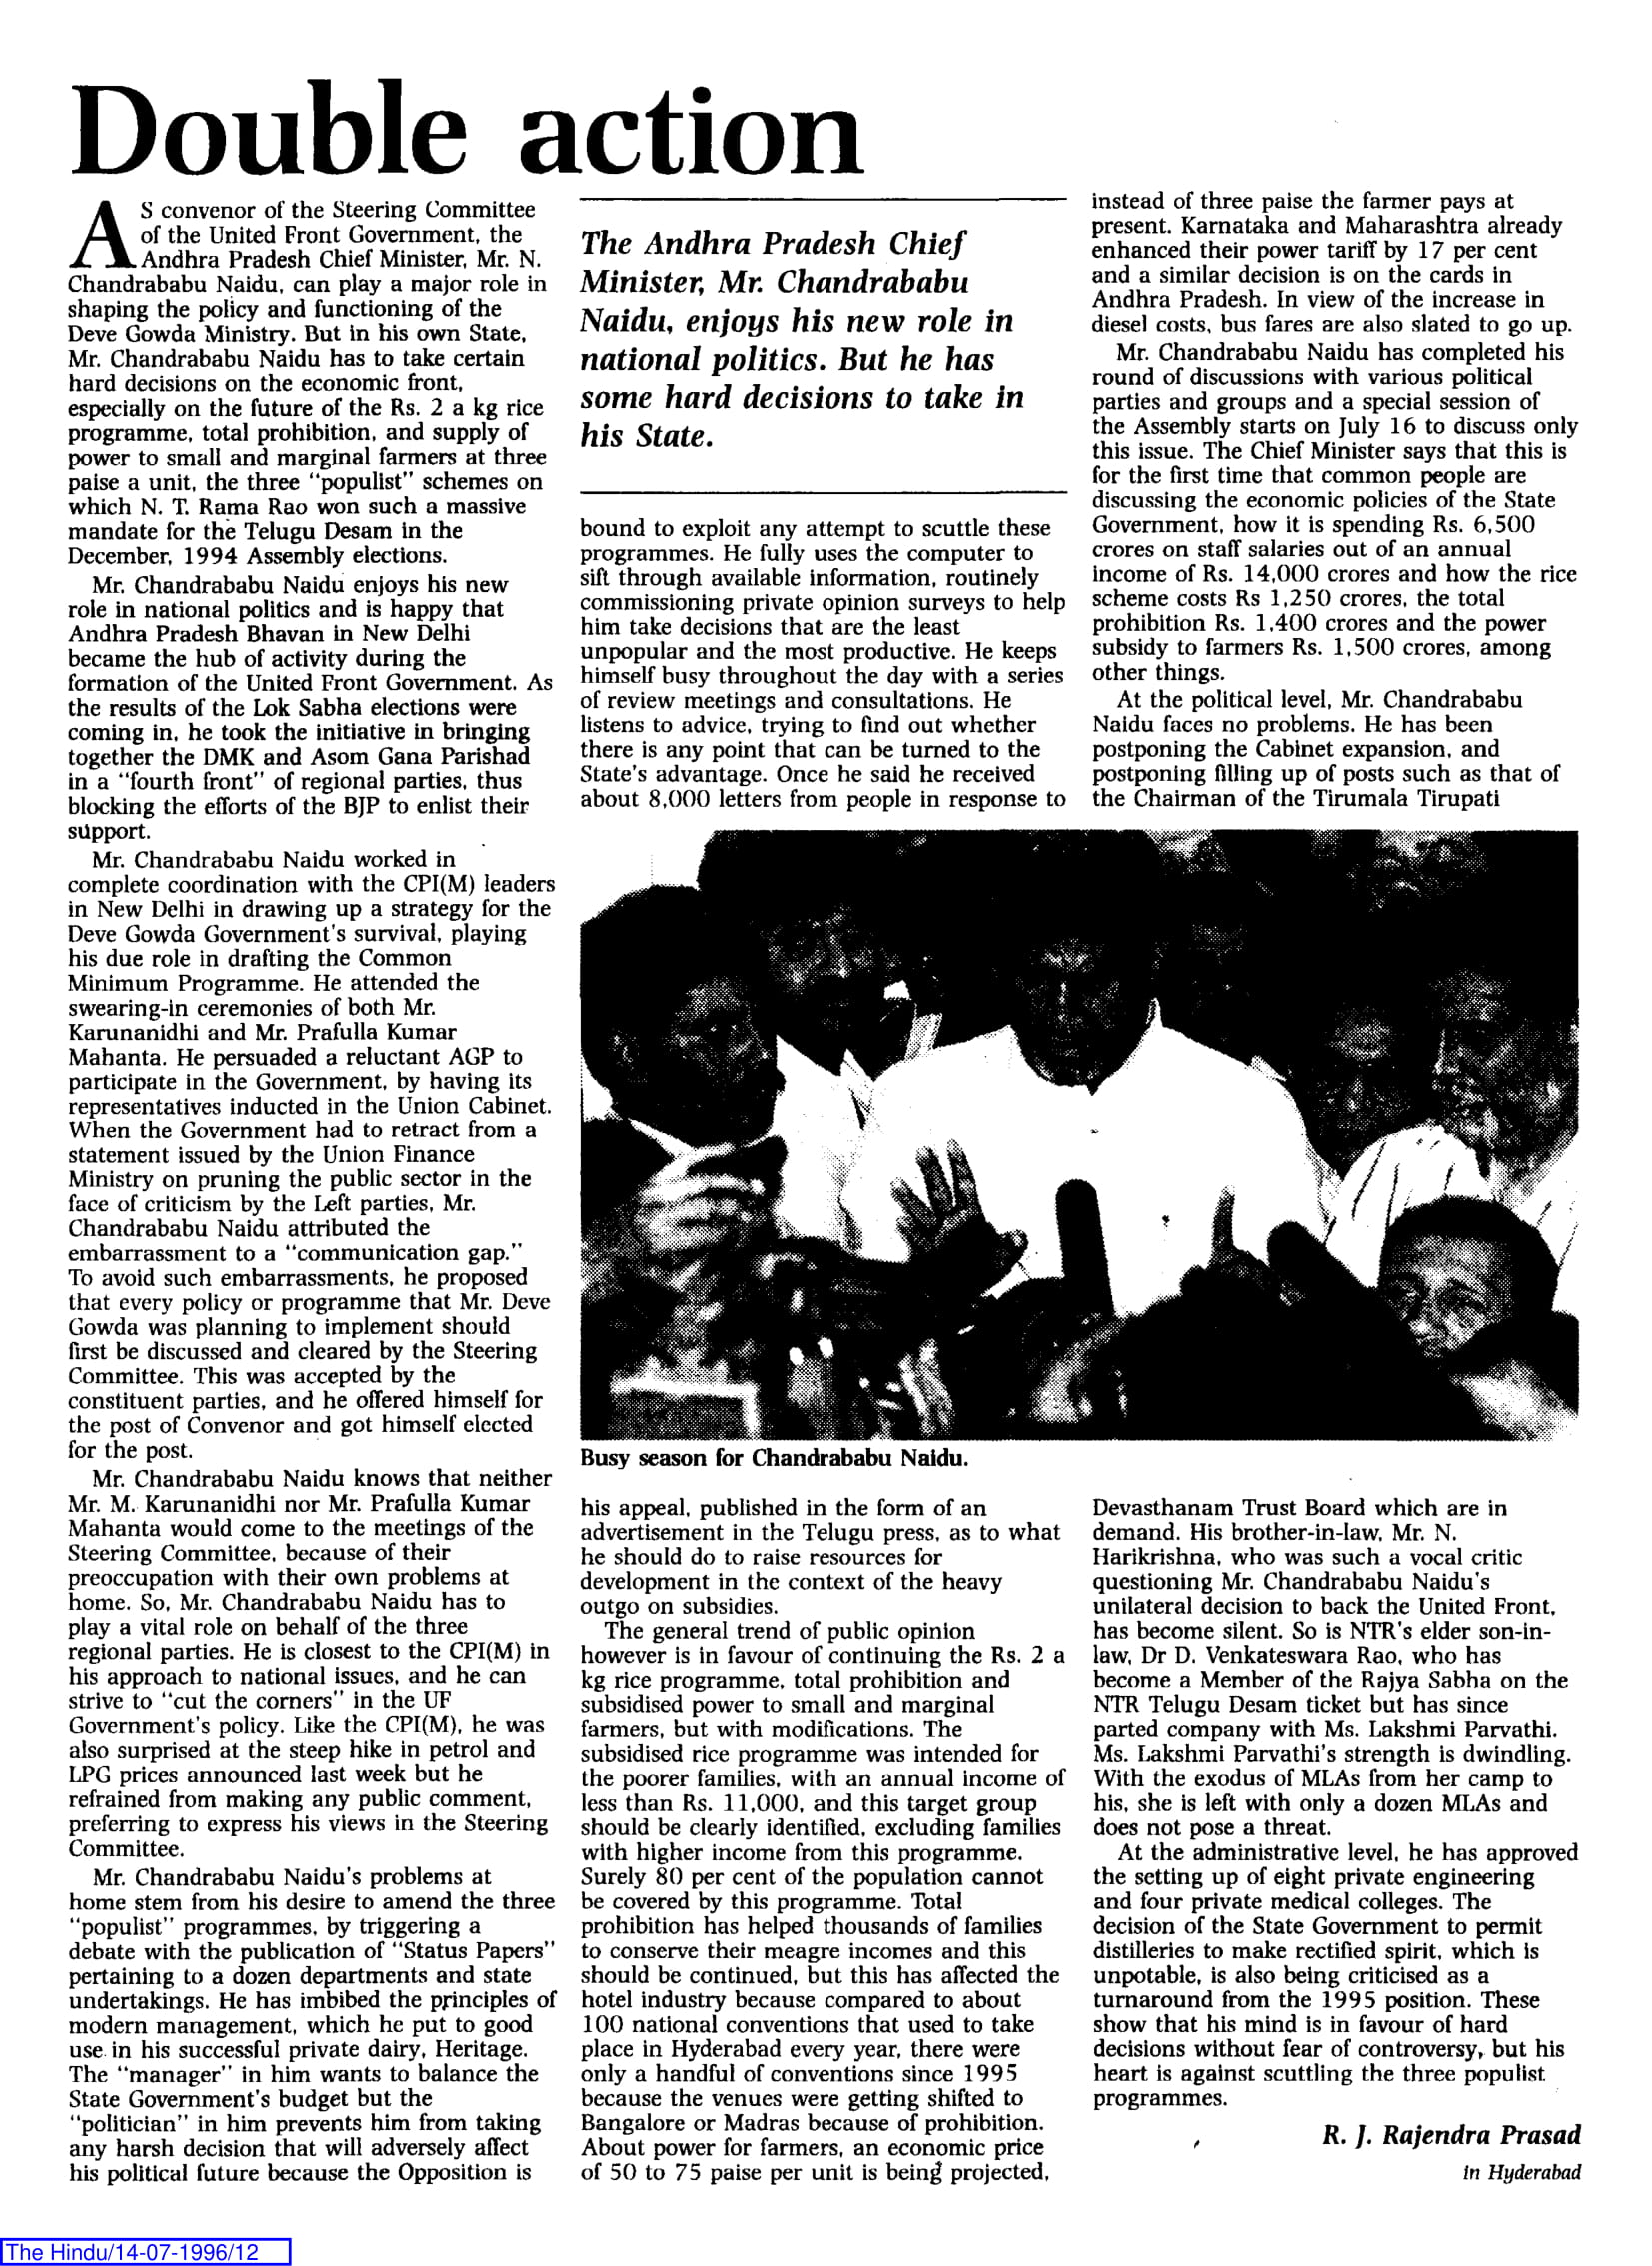 Double action
AS convenor of the Steering Committee
of the United Front Government, the
Andhra Pradesh Chief Minister, Mr. N.
Chandrababu Naidu, can play a major role in
shaping the policy and functioning of the
Deve Gowda Ministry. But in his own State,
Mr. Chandrababu Naidu has to take certain
hard decisions on the economic front,
especially on the future of the Rs. 2 a kg rice
programme, total prohibition, and supply of
power to small and marginal farmers at three
paise a unit, the three "populist" schemes on
which N. T. Rama Rao won such a massive
mandate for the Telugu Desam in the
December, 1994 Assembly elections.
Mr. Chandrababu Naidu enjoys his new
role in national politics and is happy that
Andhra Pradesh Bhavan in New Delhi
became the hub of activity during the
formation of the United Front Government. As
the results of the Lok Sabha elections were
coming in, he took the initiative in bringing
together the DMK and Asom Gana Parishad
in a "fourth front" of regional parties, thus
blocking the efforts of the BJP to enlist their
support.
Mr. Chandrababu Naidu worked in
complete coordination with the CPI(M) leaders
in New Delhi in drawing up a strategy for the
Deve Gowda Government's survival, playing
his due role in drafting the Common
Minimum Programme. He attended the
swearing-in ceremonies of both Mr.
Karunanidhi and Mr. Prafulla Kumar
Mahanta. He persuaded a reluctant AGP to
participate in the Government, by having its
representatives inducted in the Union Cabinet.
When the Government had to retract from a
statement issued by the Union Finance
Ministry on pruning the public sector in the
face of criticism by the Left parties, Mr.
Chandrababu Naidu attributed the
embarrassment to a "communication gap."
To avoid such embarrassments, he proposed
that every policy or programme that Mr. Deve
Gowda was planning to implement should
first be discussed and cleared by the Steering
Committee. This was accepted by the
constituent parties, and he offered himself for
the post of Convenor and got himself elected
for the post.
Mr. Chandrababu Naidu knows that neither
Mr. M. Karunanidhi nor Mr. Prafulla Kumar
Mahanta would come to the meetings of the
Steering Committee, because of their
preoccupation with their own problems at
home. So, Mr. Chandrababu Naidu has to
play a vital role on behalf of the three
regional parties. He is closest to the CPI(M) in
his approach to national issues, and he can
strive to "cut the corners" in the UF
Government's policy. Like the CPI(M), he was
also surprised at the steep hike in petrol and
LPG prices announced last week but he
refrained from making any public comment,
preferring to express his views in the Steering
Committee.
Mr. Chandrababu Naidu's problems at
home stem from his desire to amend the three
"populist" programmes, by triggering a
debate with the publication of "Status Papers"
pertaining to a dozen departments and state
undertakings. He has imbibed the principles of
modern management, which he put to good
use in his successful private dairy, Heritage.
The "manager" in him wants to balance the
State Government's budget but the
"politician" in him prevents him from taking
any harsh decision that will adversely affect
his political future because the Opposition is
The Andhra Pradesh Chief
Minister, Mr. Chandrababu
Naidu, enjoys his new role in
national politics. But he has
some hard decisions to take in
his State.
bound to exploit any attempt to scuttle these
programmes. He fully uses the computer to
sift through available information, routinely
commissioning private opinion surveys to help
him take decisions that are the least
unpopular and the most productive. He keeps
himself busy throughout the day with a series
of review meetings and consultations. He
listens to advice, trying to find out whether
there is any point that can be turned to the
State's advantage. Once he said he received
about 8,000 letters from people in response to
his appeal, published in the form of an
advertisement in the Telugu press, as to what
he should do to raise resources for
development in the context of the heavy
outgo on subsidies.
The general trend of public opinion
however is in favour of continuing the Rs. 2 a
kg rice programme, total prohibition and
subsidised power to small and marginal
farmers, but with modifications. The
subsidised rice programme was intended for
the poorer families, with an annual income of
less than Rs. 11,000, and this target group
should be clearly identified, excluding families
with higher income from this programme.
Surely 80 per cent of the population cannot
be covered by this programme. Total
prohibition has helped thousands of families
to conserve their meagre incomes and this
should be continued, but this has affected the
hotel industry because compared to about
100 national conventions that used to take
place in Hyderabad every year, there were
only a handful of conventions since 1995
because the venues were getting shifted to
Bangalore or Madras because of prohibition.
About power for farmers, an economic price
of 50 to 75 paise per unit is being projected,
instead of three paise the farmer pays at
present. Karnataka and Maharashtra already
enhanced their power tariff by 17 per cent
and a similar decision is on the cards in
Andhra Pradesh. In view of the increase in
diesel costs, bus fares are also slated to go up.
Mr. Chandrababu Naidu has completed his
round of discussions with various political
parties and groups and a special session of
the Assembly starts on July 16 to discuss only
this issue. The Chief Minister says that this is
for the first time that common people are
discussing the economic policies of the State
Government, how it is spending Rs. 6,500
crores on staff salaries out of an annual
income of Rs. 14,000 crores and how the rice
scheme costs Rs 1,250 crores, the total
prohibition Rs. 1,400 crores and the power
subsidy to farmers Rs. 1,500 crores, among
other things.
At the political level, Mr. Chandrababu
Naidu faces no problems. He has been
postponing the Cabinet expansion, and
postponing filling up of posts such as that of
the Chairman of the Tirumala Tirupati
Busy season for Chandrababu Naidu.
Devasthanam Trust Board which are in
demand. His brother-in-law, Mr. N.
Harikrishna, who was such a vocal critic
questioning Mr. Chandrababu Naidu's
unilateral decision to back the United Front,
has become silent. So is NTR's elder son-in-
law, Dr D. Venkateswara Rao, who has
become a Member of the Rajya Sabha on the
NTR Telugu Desam ticket but has since
parted company with Ms. Lakshmi Parvathi.
Ms. Lakshmi Parvathi's strength is dwindling.
With the exodus of MLAs from her camp to
his, she is left with only a dozen MLAs and
does not pose a threat.
At the administrative level, he has approved
the setting up of eight private engineering
and four private medical colleges. The
decision of the State Government to permit
distilleries to make rectified spirit, which is
unpotable, is also being criticised as a
turnaround from the 1995 position. These
show that his mind is in favour of hard
decisions without fear of controversy, but his
heart is against scuttling the three populist
programmes.
R. J. Rajendra Prasad
in Hyderabad
The Hindu/14-07-1996/12